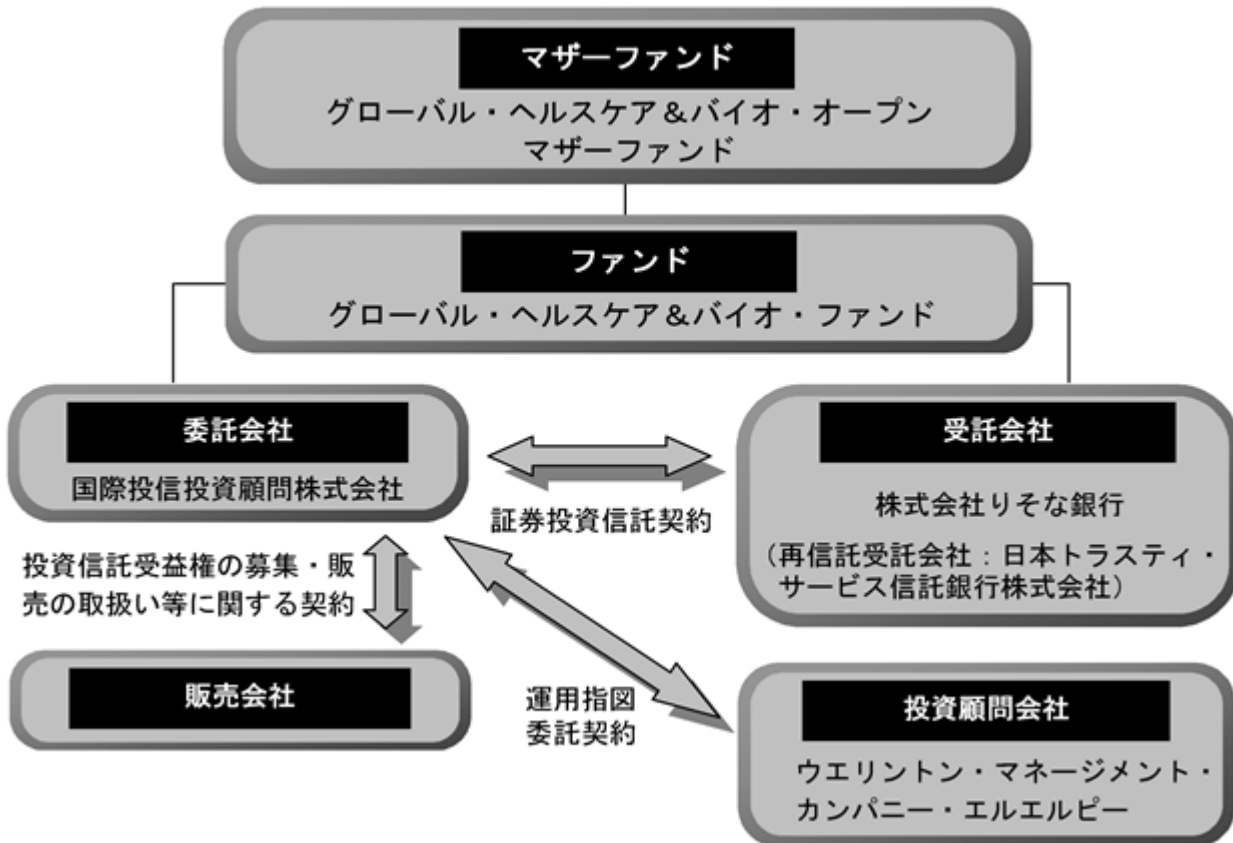 マザーファンド
グローバル・ヘルスケア＆バイオ・オープン
マザーファンド
ファンド
グローバル・ヘルスケア＆バイオ・ファンド
委託会社
国際投信投資顧問株式会社
証券投資信託契約
受託会社
株式会社りそな銀行
（再信託受託会社：日本トラスティ・
サービス信託銀行株式会社）
投資信託受益権の募集・販
売の取扱い等に関する契約
販売会社
運用指図
委託契約
投資顧問会社
ウエリントン・マネージメント・
カンパニー・エルエルピー